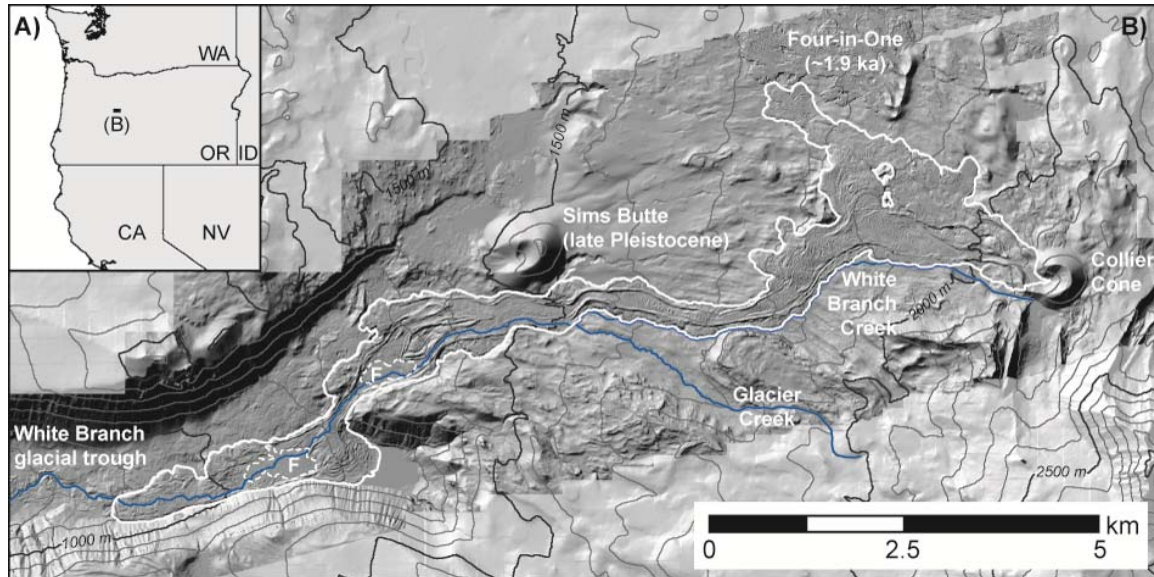 A)
WA
(B)
OR
ID
CA
NV
B)
Four-in-One
(~1.9 ka)
1500 m
1500 m
Sims Butte
(late Pleistocene)
Collier
Cone
White
Branch
Creek
2000 m
F
Glacier
Creek
White Branch
glacial trough
F
2500 m
1000 m
km
0
2.5
5